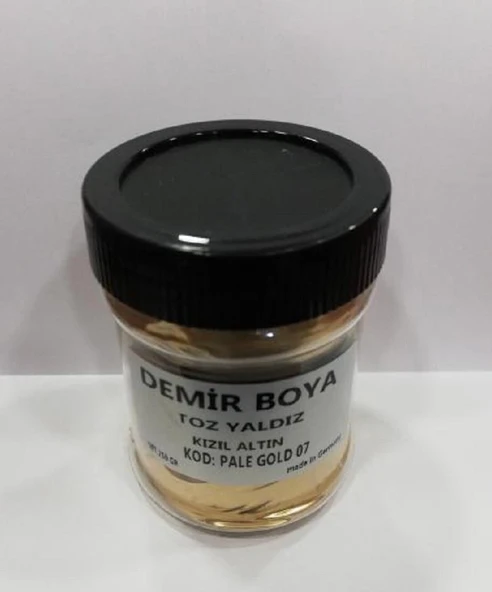 DEMİR BOYA
TOZ YALDIZ
KIZIL ALTIN
KOD: PALE GOLD 07
made in Germany